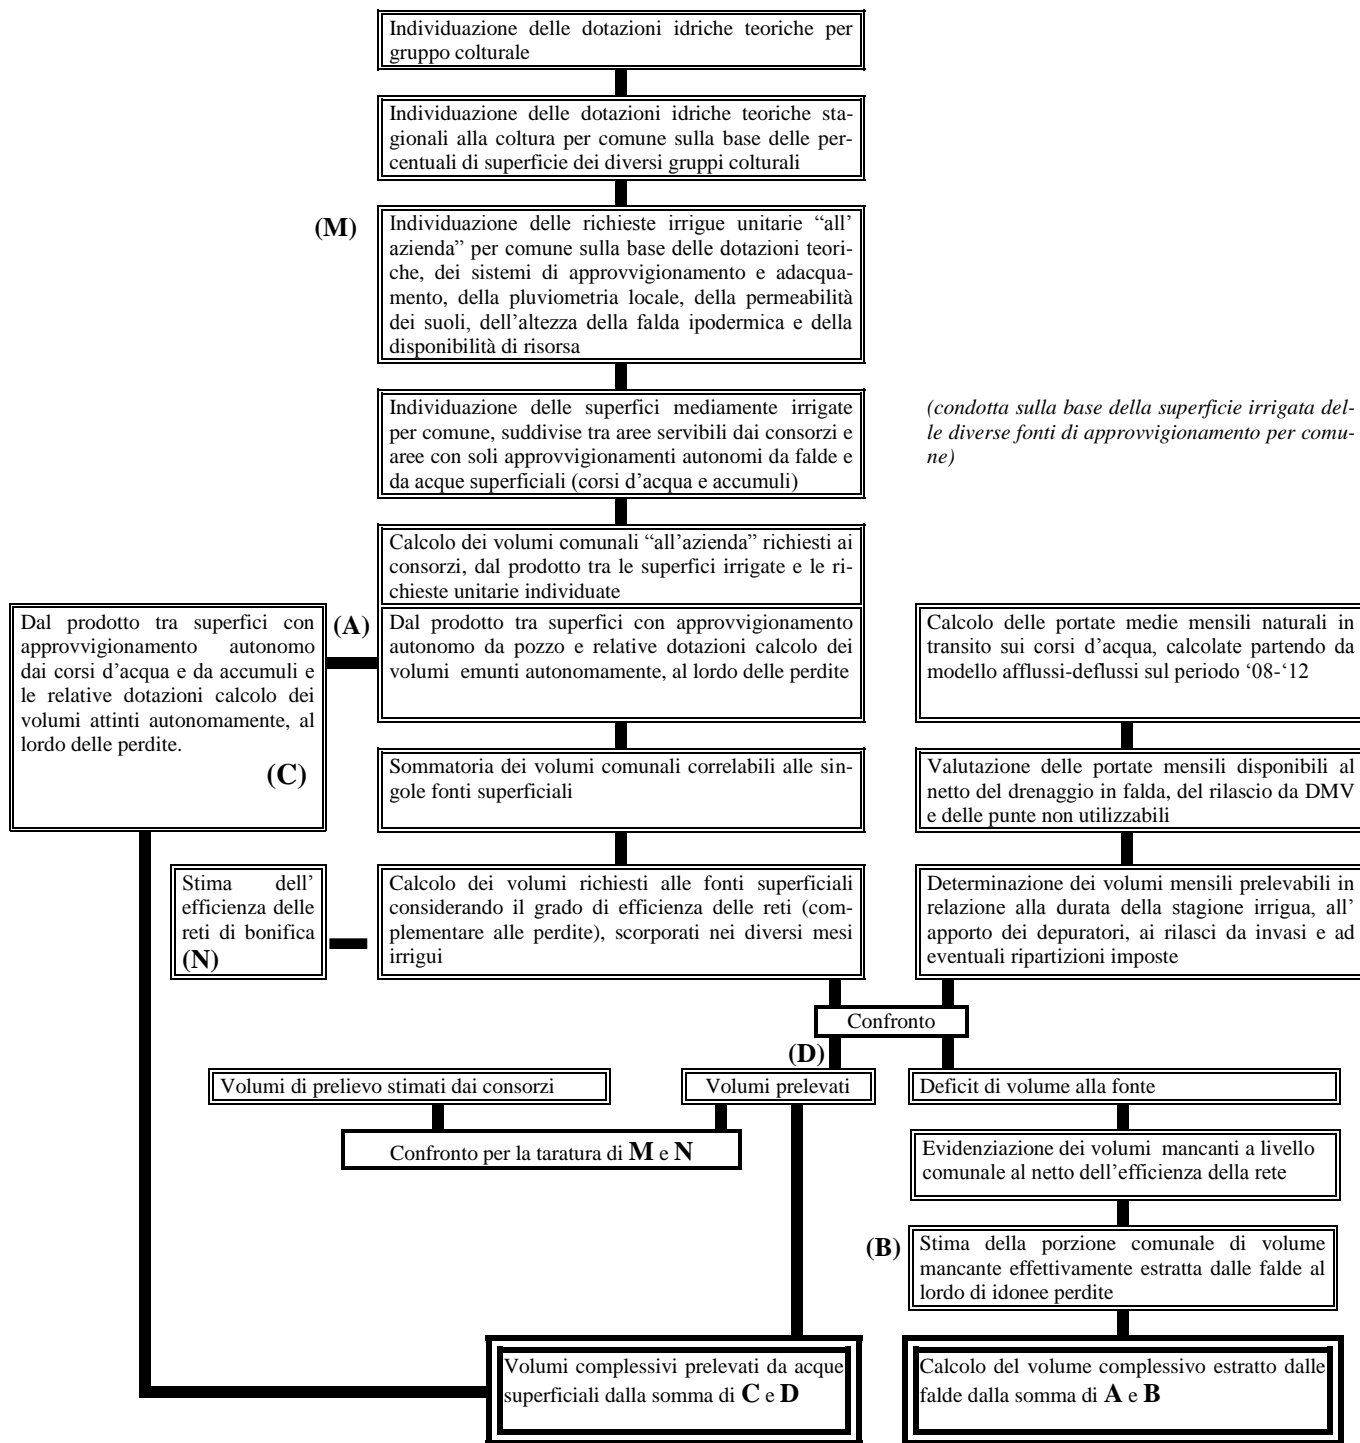 Individuazione delle dotazioni idriche teoriche per
gruppo colturale
Individuazione delle dotazioni idriche teoriche sta-
gionali alla coltura per comune sulla base delle per-
centuali di superficie dei diversi gruppi colturali
(M)
Individuazione delle richieste irrigue unitarie “all’
azienda” per comune sulla base delle dotazioni teori-
che, dei sistemi di approvvigionamento e adacqua-
mento, della pluviometria locale, della permeabilità
dei suoli, dell’altezza della falda ipodermica e della
disponibilità di risorsa
Individuazione delle superfici mediamente irrigate
per comune, suddivise tra aree servibili dai consorzi e
aree con soli approvvigionamenti autonomi da falde e
da acque superficiali (corsi d’acqua e accumuli)
(condotta sulla base della superficie irrigata del-
le diverse fonti di approvvigionamento per comu-
ne)
Calcolo dei volumi comunali “all’azienda” richiesti ai
consorzi, dal prodotto tra le superfici irrigate e le ri-
chieste unitarie individuate
Dal prodotto tra superfici con
approvvigionamento autonomo
dai corsi d’acqua e da accumuli e
le relative dotazioni calcolo dei
volumi attinti autonomamente, al
lordo delle perdite.
(C)
(A)
Dal prodotto tra superfici con approvvigionamento
autonomo da pozzo e relative dotazioni calcolo dei
volumi emunti autonomamente, al lordo delle perdite
Calcolo delle portate medie mensili naturali in
transito sui corsi d’acqua, calcolate partendo da
modello afflussi-deflussi sul periodo ‘08-‘12
Sommatoria dei volumi comunali correlabili alle sin-
gole fonti superficiali
Valutazione delle portate mensili disponibili al
netto del drenaggio in falda, del rilascio da DMV
e delle punte non utilizzabili
Stima dell’
efficienza delle
reti di bonifica
(N)
Calcolo dei volumi richiesti alle fonti superficiali
considerando il grado di efficienza delle reti (com-
plementare alle perdite), scorporati nei diversi mesi
irrigui
Determinazione dei volumi mensili prelevabili in
relazione alla durata della stagione irrigua, all’
apporto dei depuratori, ai rilasci da invasi e ad
eventuali ripartizioni imposte
Confronto
(D)
Volumi di prelievo stimati dai consorzi
Volumi prelevati
Deficit di volume alla fonte
Confronto per la taratura di M e N
Evidenziazione dei volumi mancanti a livello
comunale al netto dell’efficienza della rete
(B)
Stima della porzione comunale di volume
mancante effettivamente estratta dalle falde al
lordo di idonee perdite
Volumi complessivi prelevati da acque
superficiali dalla somma di C e D
Calcolo del volume complessivo estratto dalle
falde dalla somma di A e B